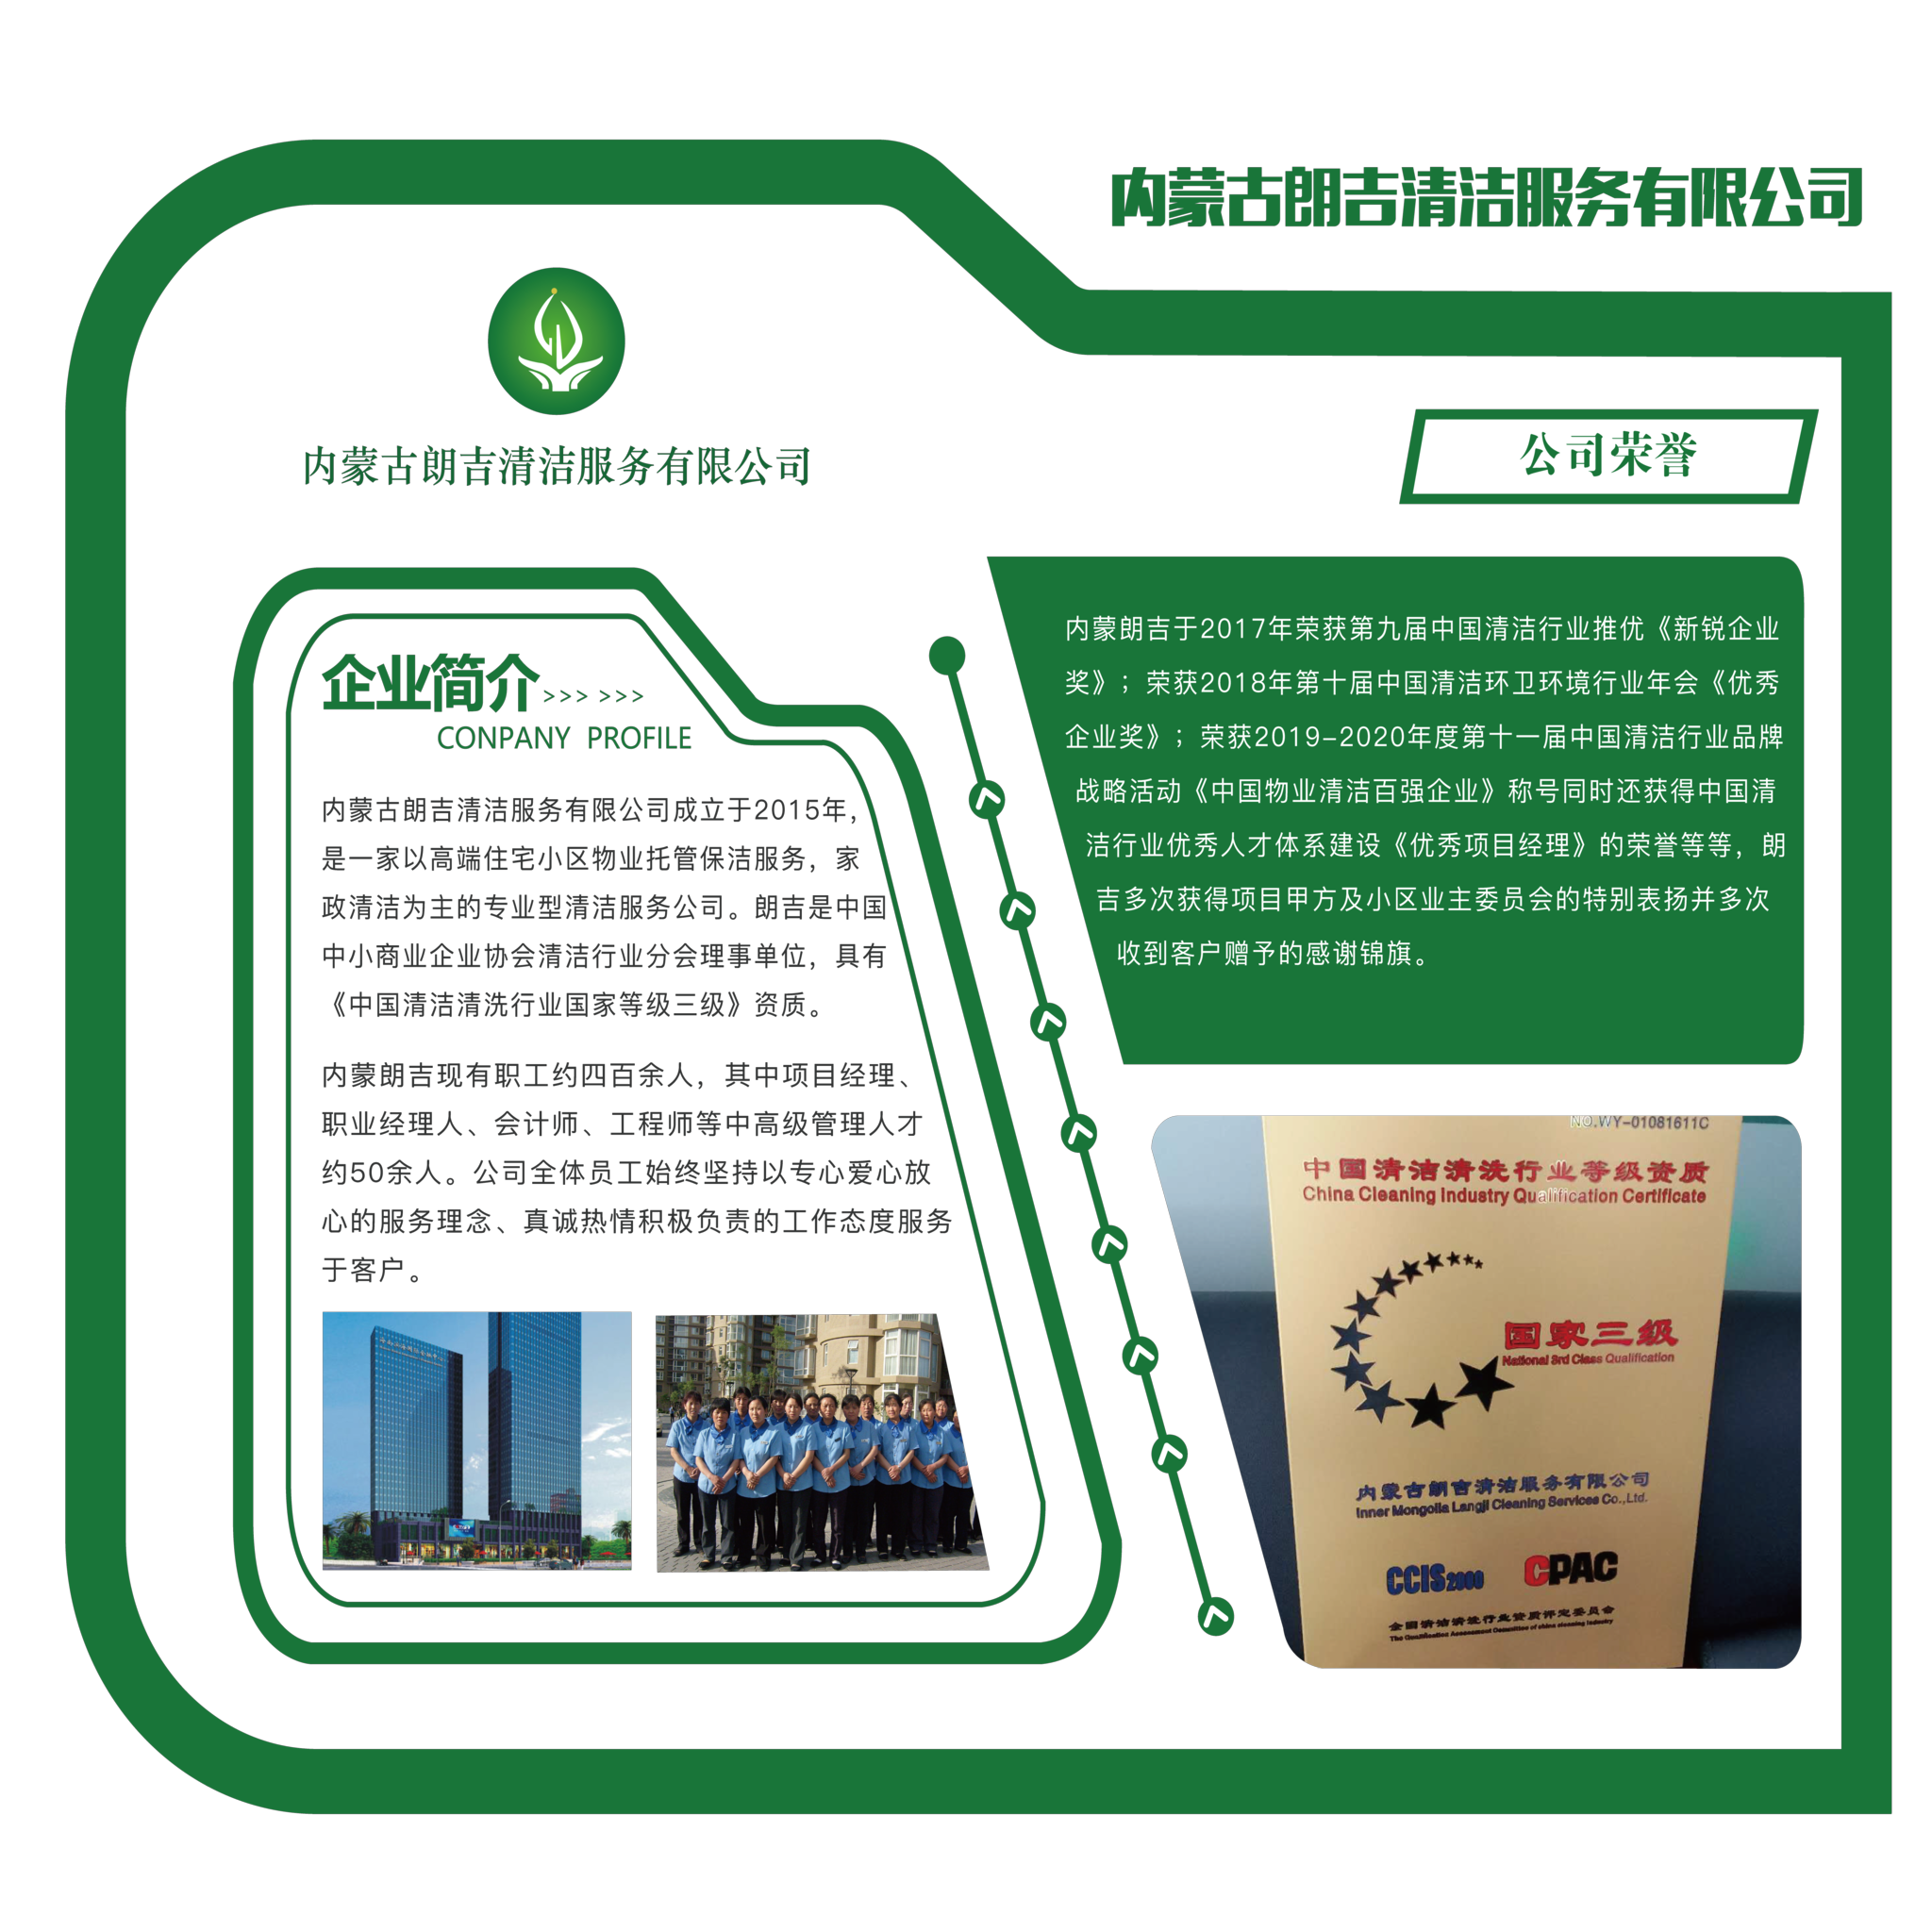 内蒙古朗吉清洁服务有限公司
内蒙古朗吉清洁服务有限公司
企业简介>>> >>>
CONPANY PROFILE
内蒙古朗吉清洁服务有限公司成立于2015年，
是一家以高端住宅小区物业托管保洁服务，家
政清洁为主的专业型清洁服务公司。朗吉是中国
中小商业企业协会清洁行业分会理事单位，具有
《中国清洁清洗行业国家等级三级》资质。
内蒙朗吉现有职工约四百余人，其中项目经理、
职业经理人、会计师、工程师等中高级管理人才
约50余人。公司全体员工始终坚持以专心爱心放
心的服务理念、真诚热情积极负责的工作态度服务
于客户。
公司荣誉
内蒙朗吉于2017年荣获第九届中国清洁行业推优《新锐企业
奖》；荣获2018年第十届中国清洁环卫环境行业年会《优秀
企业奖》；荣获2019-2020年度第十一届中国清洁行业品牌
战略活动《中国物业清洁百强企业》称号同时还获得中国清
洁行业优秀人才体系建设《优秀项目经理》的荣誉等等，朗
吉多次获得项目甲方及小区业主委员会的特别表扬并多次
收到客户赠予的感谢锦旗。
NO.WY-01081611C
中国清洁清洗行业等级资质
China Cleaning Industry Qualification Certificate
国家三级
National 3rd Class Qualification
内蒙古朗吉清洁服务有限公司
Inner Mongolia Langji Cleaning Services Co.,Ltd.
CCIS2000 CPAC
全国清洁清洗行业资质评定委员会
The Qualification Assessment Committee of china cleaning industry